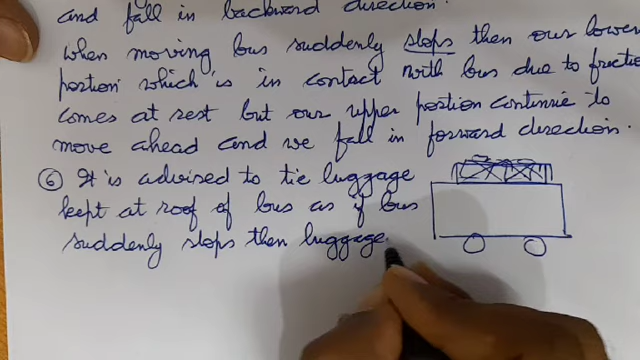 and fall in backward direction.
when moving bus suddenly stops then our lower
portion which is in contact with bus due to friction
comes at rest but our upper portion continue to
move ahead and we fall in forward direction.
6 It is advised to tie luggage
kept at roof of bus as if bus
suddenly stops then luggage